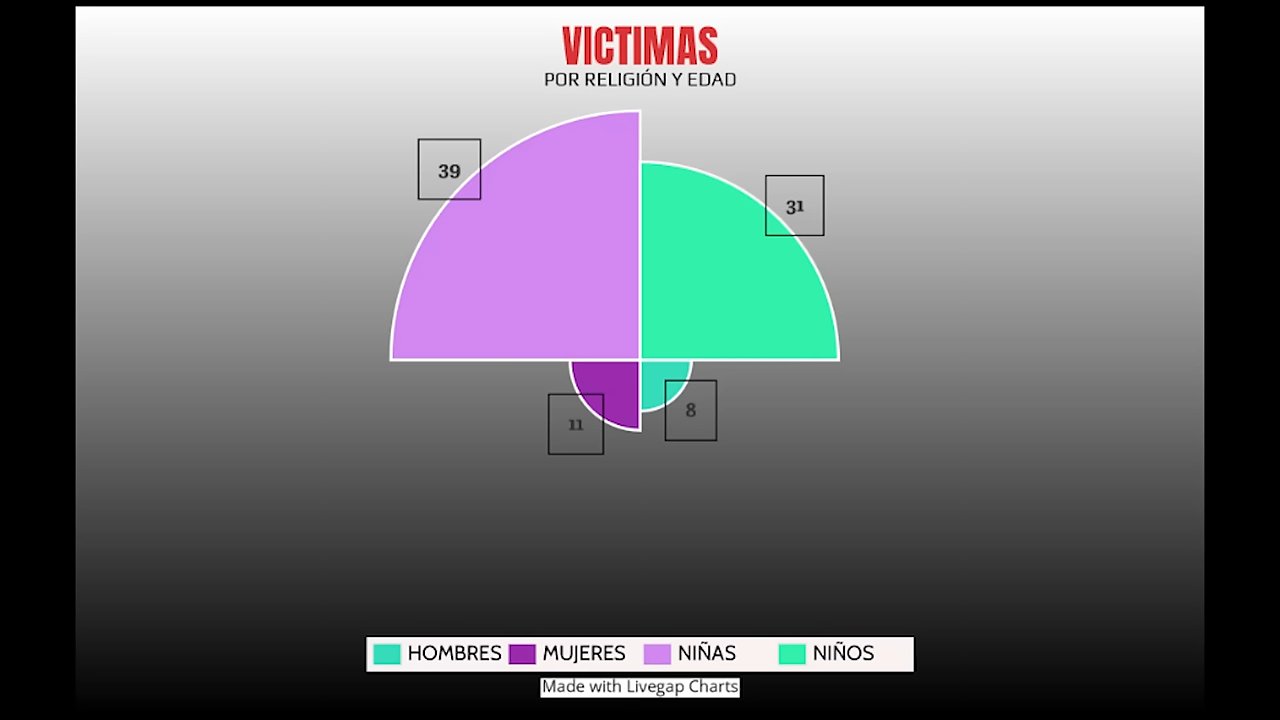 VICTIMAS
POR RELIGIÓN Y EDAD
39
31
11
8
HOMBRES MUJERES NIÑAS NIÑOS
Made with Livegap Charts